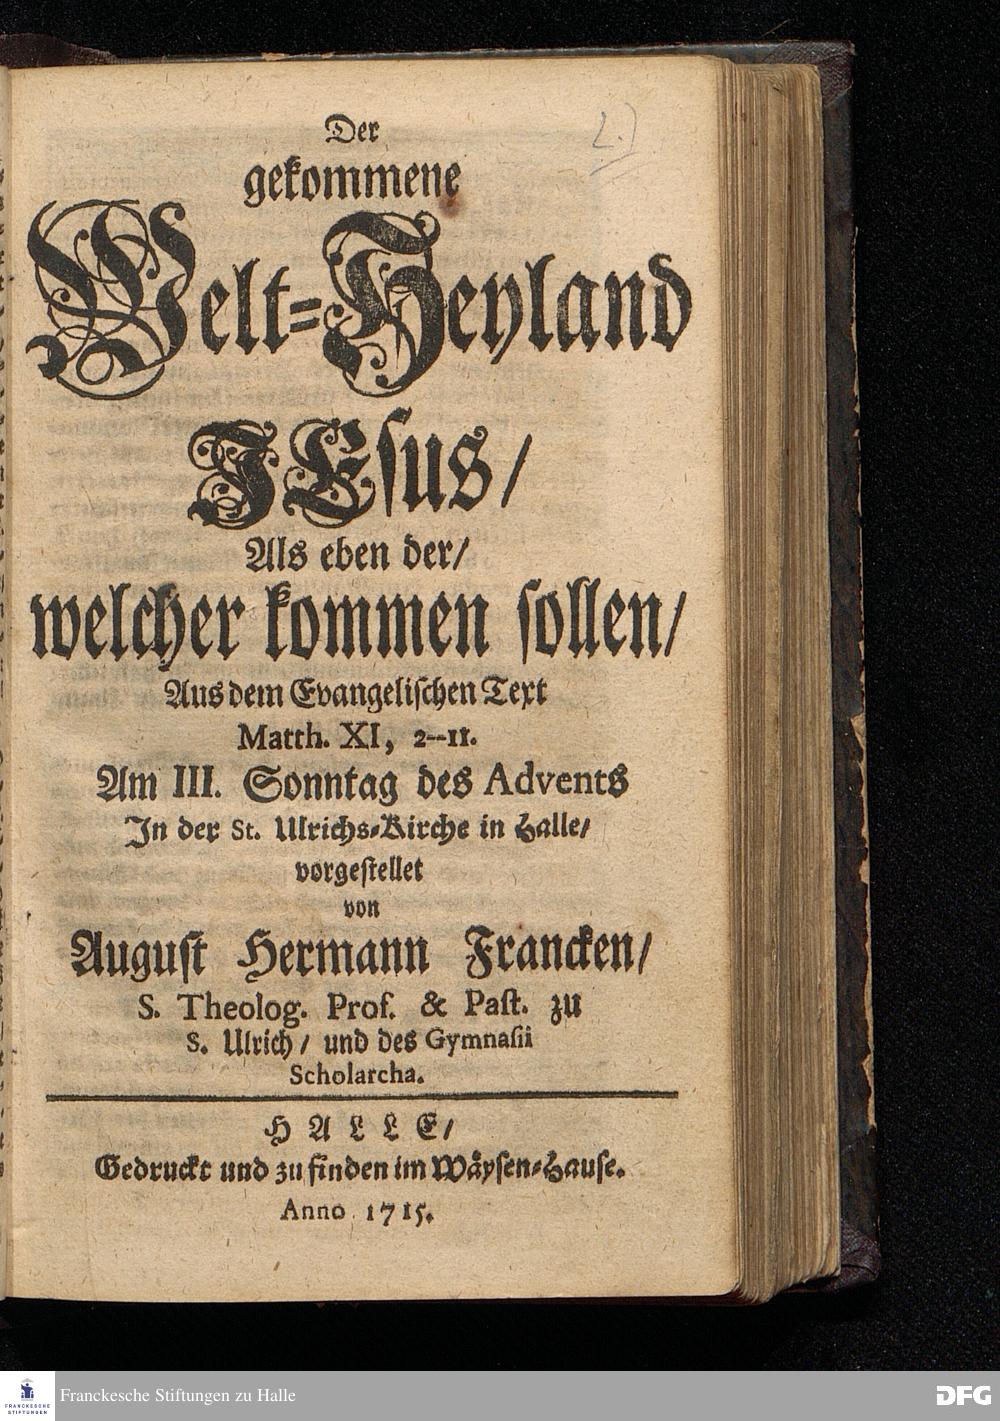 2.)
Der
gekommene
Welt-Heyland
JEsus/
Als eben der/
welcher kommen sollen/
Aus dem Evangelischen Text
Matth. XI, 2--11.
Am III. Sonntag des Advents
In der St. Ulrichs-Kirche in Halle/
vorgestellet
von
August Hermann Francken/
S. Theolog. Prof. & Past. zu
S. Ulrich/ und des Gymnasii
Scholarcha.
HALLE/
Gedruckt und zu finden im Wäysen-Hause.
Anno 1715.
FRANCKESCHE
STIFTUNGEN
Franckesche Stiftungen zu Halle
DFG